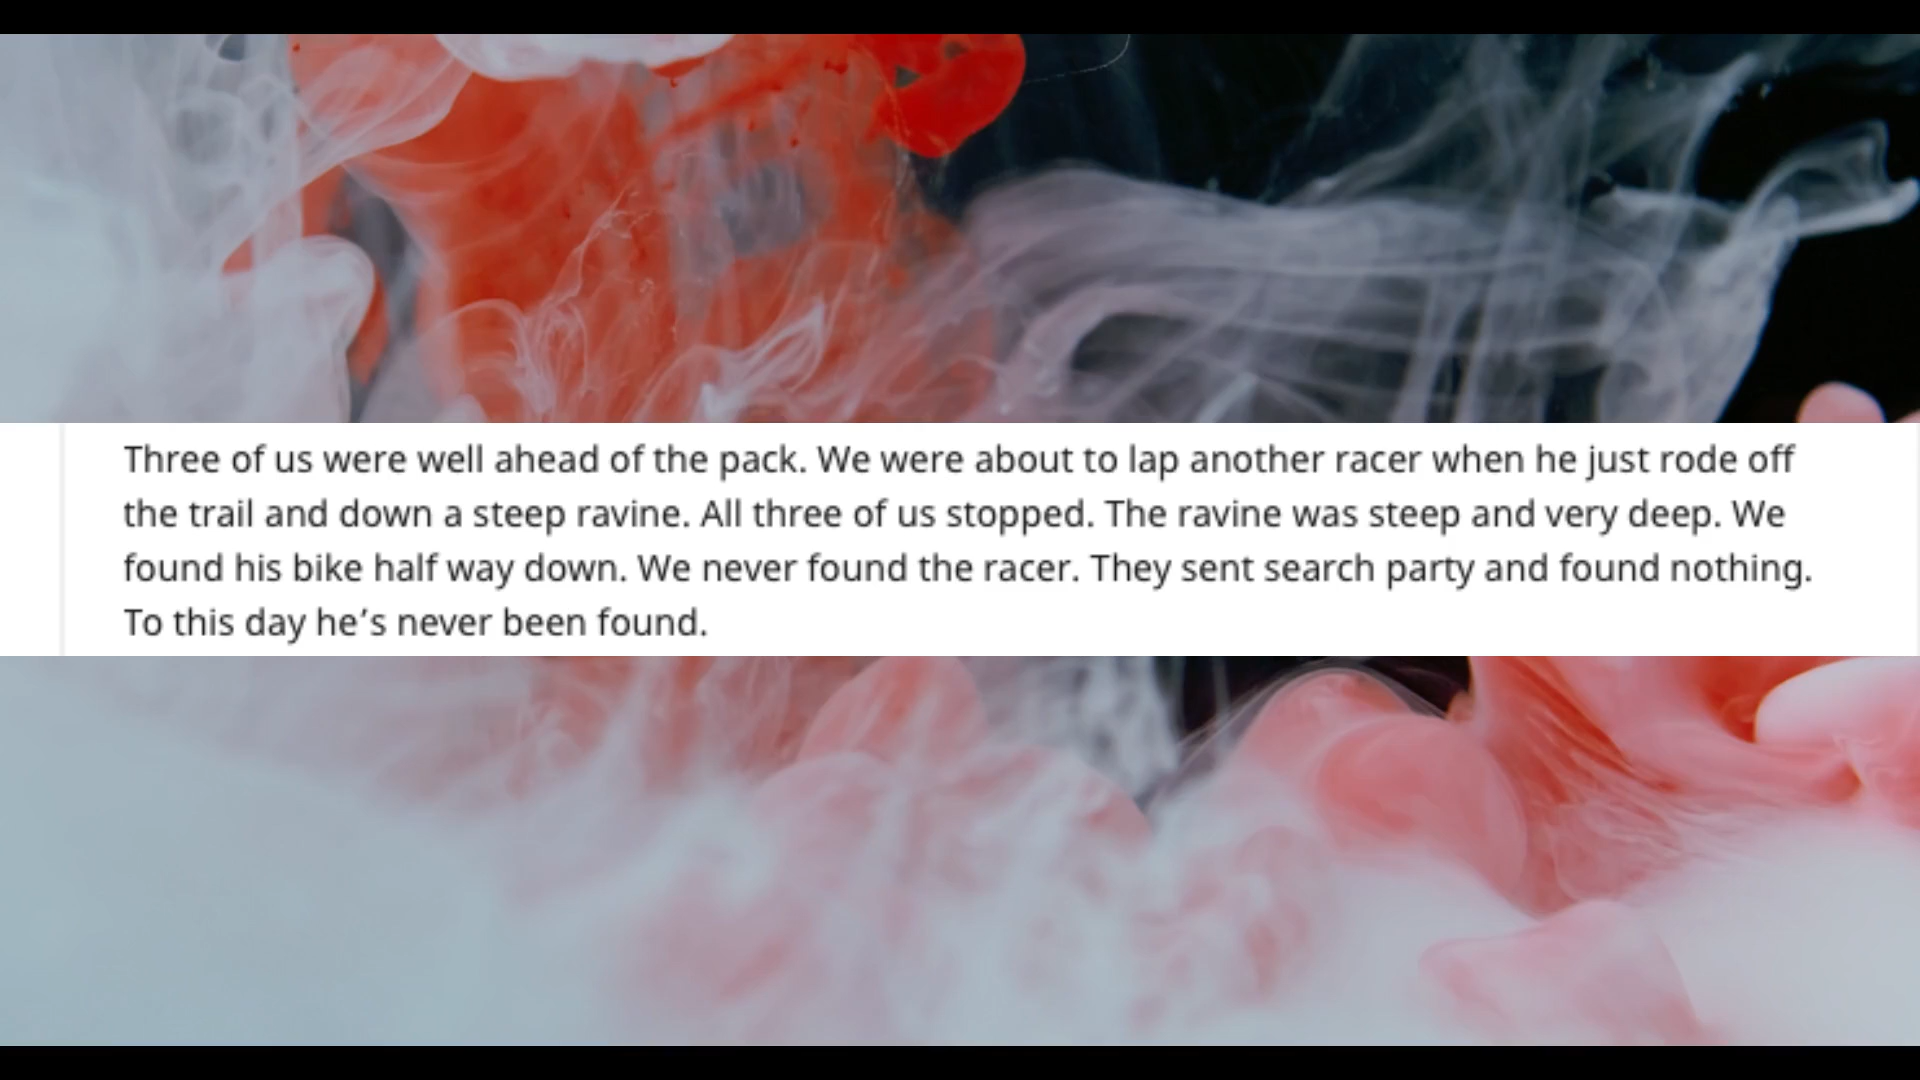 Three of us were well ahead of the pack. We were about to lap another racer when he just rode off
the trail and down a steep ravine. All three of us stopped. The ravine was steep and very deep. We
found his bike half way down. We never found the racer. They sent search party and found nothing.
To this day he’s never been found.